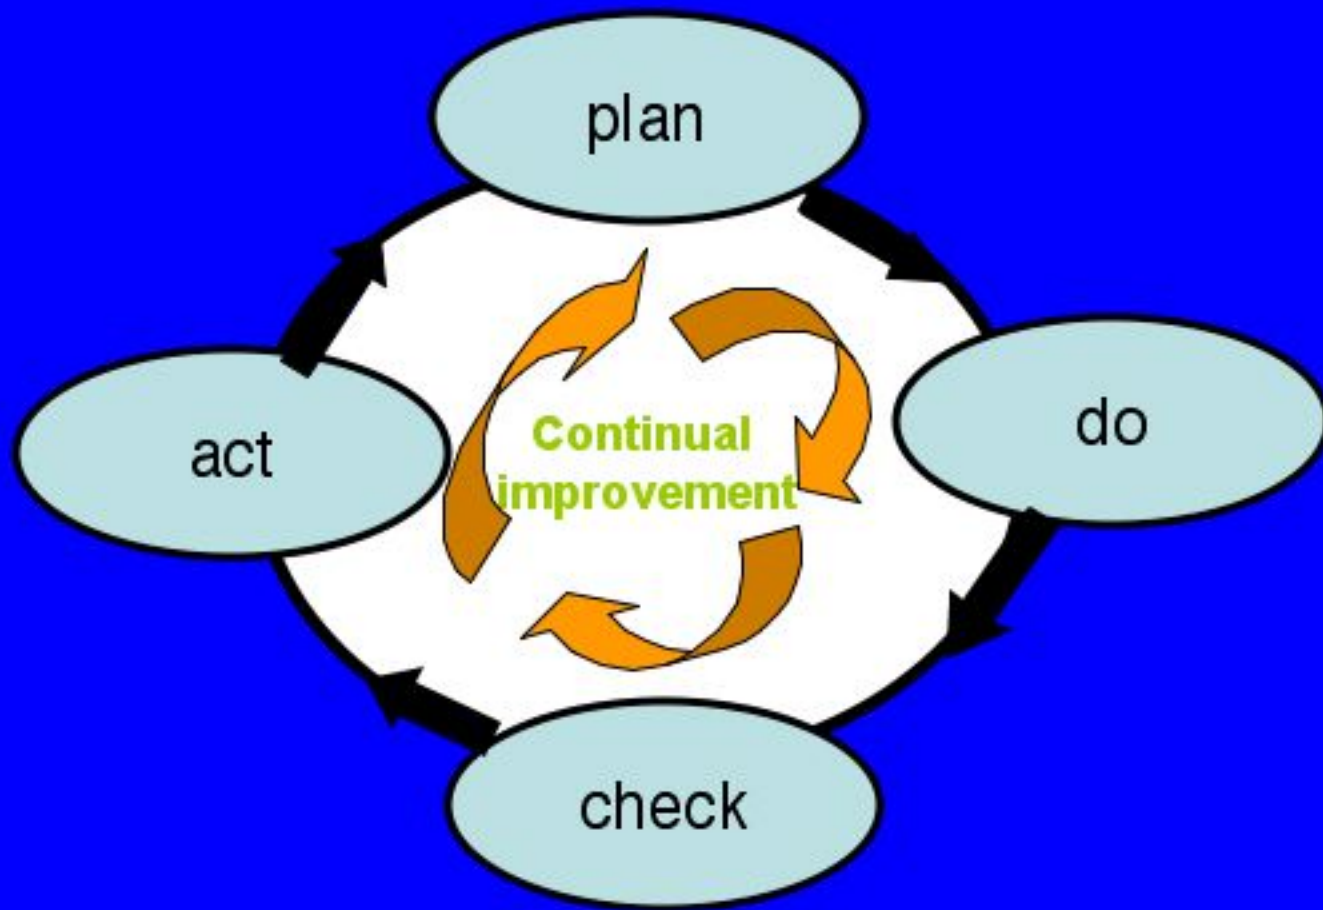 plan
do
act
Continual
improvement
check